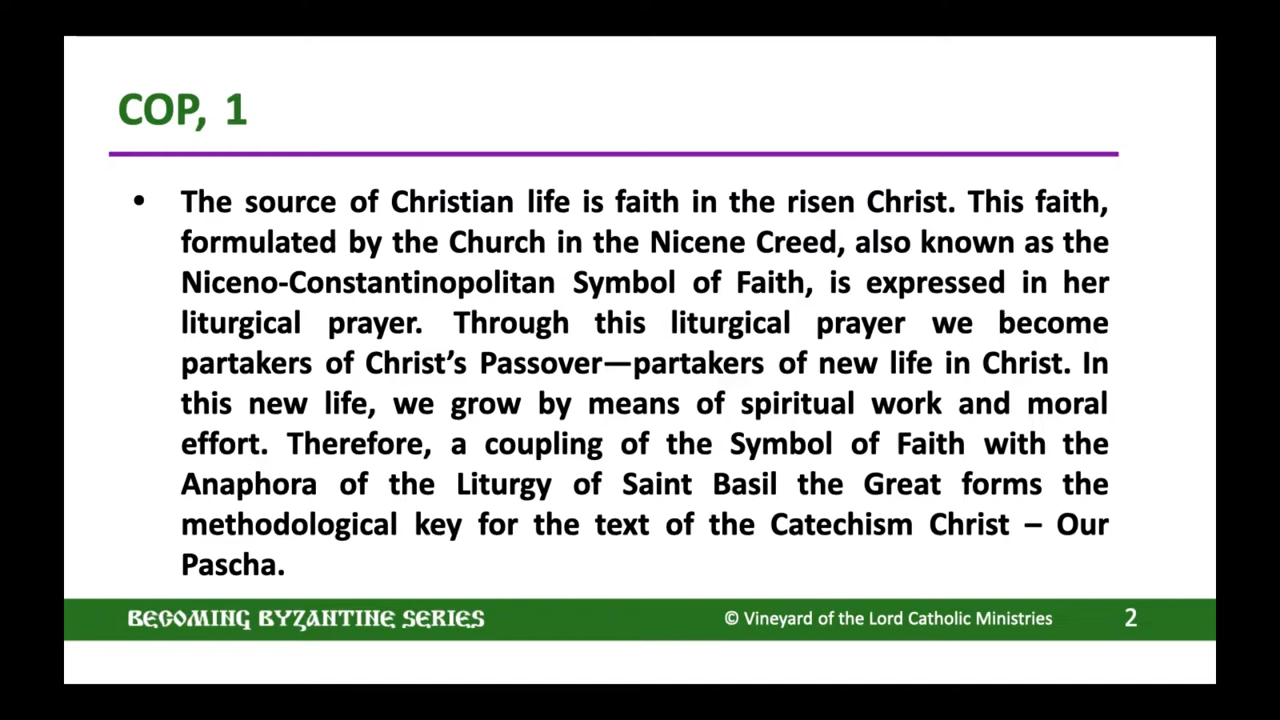 COP, 1
• The source of Christian life is faith in the risen Christ. This faith,
formulated by the Church in the Nicene Creed, also known as the
Niceno-Constantinopolitan Symbol of Faith, is expressed in her
liturgical prayer. Through this liturgical prayer we become
partakers of Christ’s Passover—partakers of new life in Christ. In
this new life, we grow by means of spiritual work and moral
effort. Therefore, a coupling of the Symbol of Faith with the
Anaphora of the Liturgy of Saint Basil the Great forms the
methodological key for the text of the Catechism Christ – Our
Pascha.
BECOMING BYZANTINE SERIES © Vineyard of the Lord Catholic Ministries 2